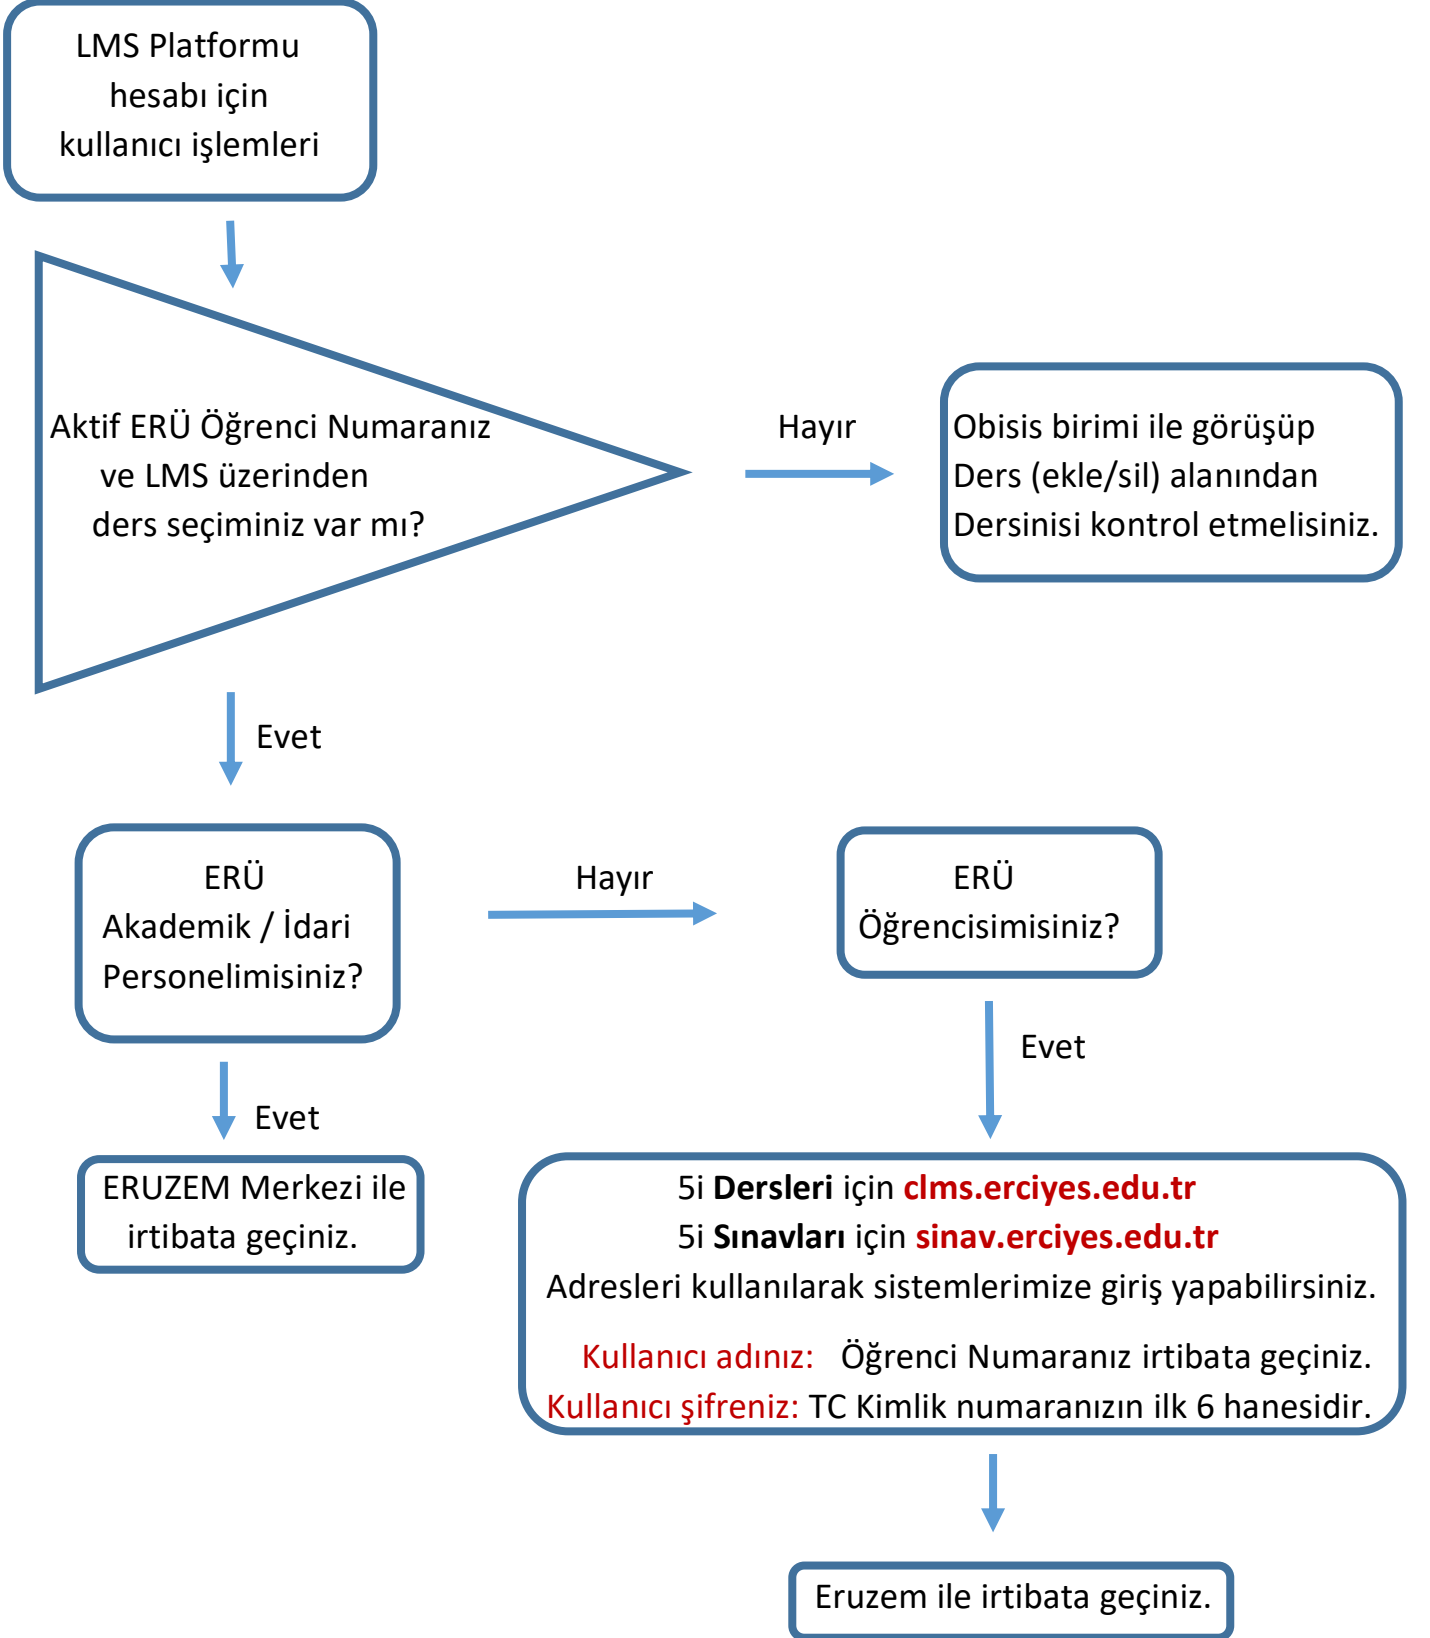 LMS Platformu
hesabı için
kullanıcı işlemleri
Aktif ERÜ Öğrenci Numaranız
ve LMS üzerinden
ders seçiminiz var mı?
Hayır
Obisis birimi ile görüşüp
Ders (ekle/sil) alanından
Dersinisi kontrol etmelisiniz.
Evet
ERÜ
Akademik / İdari
Personelimisiniz?
Hayır
ERÜ
Öğrencisimisiniz?
Evet
Evet
ERUZEM Merkezi ile
irtibata geçiniz.
5i Dersleri için clms.erciyes.edu.tr
5i Sınavları için sinav.erciyes.edu.tr
Adresleri kullanılarak sistemlerimize giriş yapabilirsiniz.
Kullanıcı adınız: Öğrenci Numaranız irtibata geçiniz.
Kullanıcı şifreniz: TC Kimlik numaranızın ilk 6 hanesidir.
Eruzem ile irtibata geçiniz.